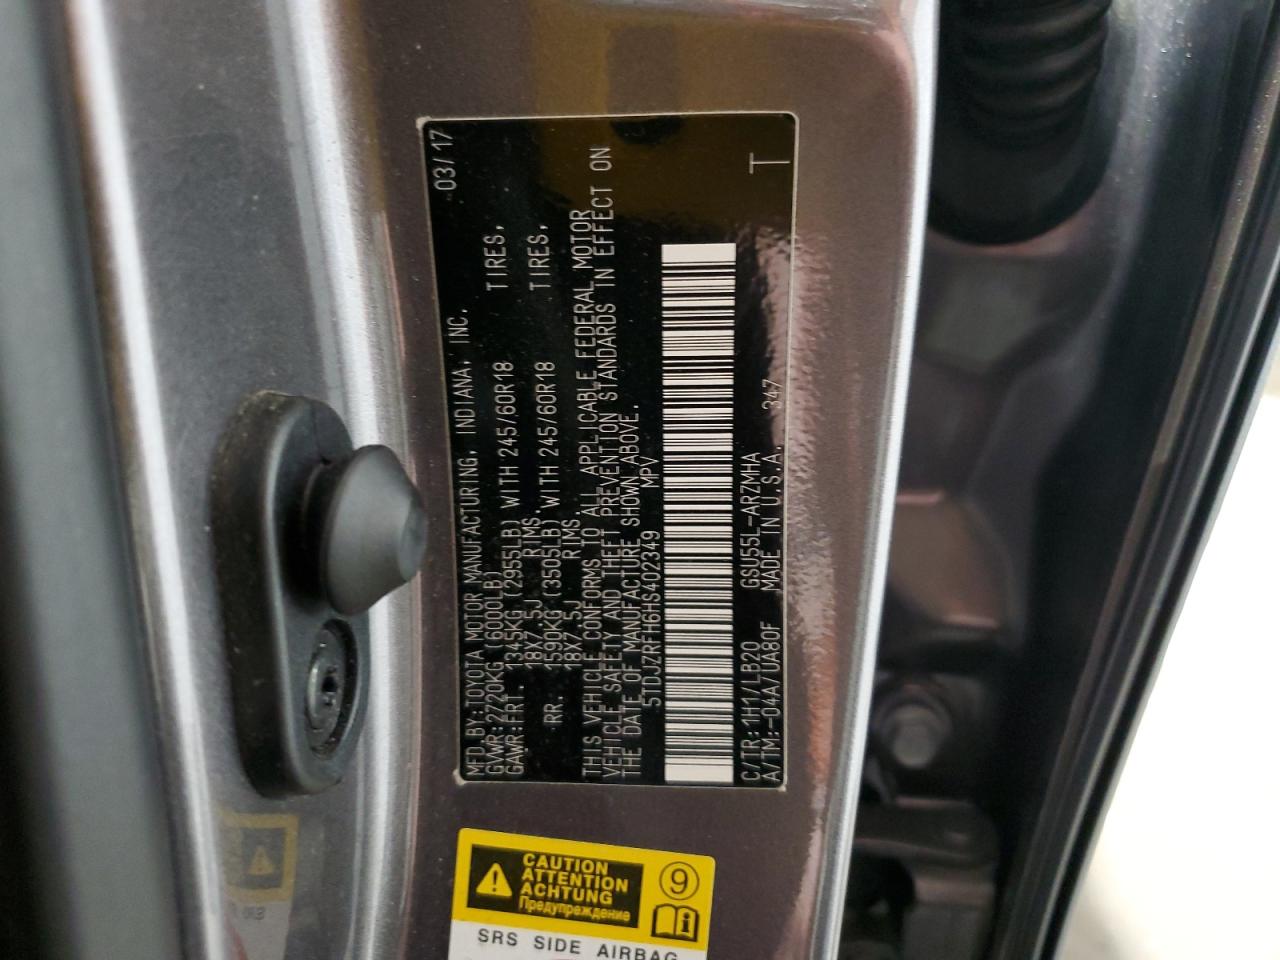 MFD. BY: TOYOTA MOTOR MANUFACTURING, INDIANA, INC. 03/17
GVWR: 2720KG (6000LB)
GAWR: FRT. 1345KG (2955LB) WITH 245/60R18 TIRES,
18X7.5J RIMS,
RR. 1590KG (3505LB) WITH 245/60R18 TIRES,
18X7.5J RIMS
THIS VEHICLE CONFORMS TO ALL APPLICABLE FEDERAL MOTOR
VEHICLE SAFETY AND THEFT PREVENTION STANDARDS IN EFFECT ON
THE DATE OF MANUFACTURE SHOWN ABOVE.
5TDJZRFH6HS402349 MPV
C/TR: 1H1/LB20 GSU55L-ARZMHA
A/TM: -04A/UA80F MADE IN U.S.A. 347
T
CAUTION
ATTENTION
ACHTUNG
Предупреждение
9
i
SRS SIDE AIRBAG